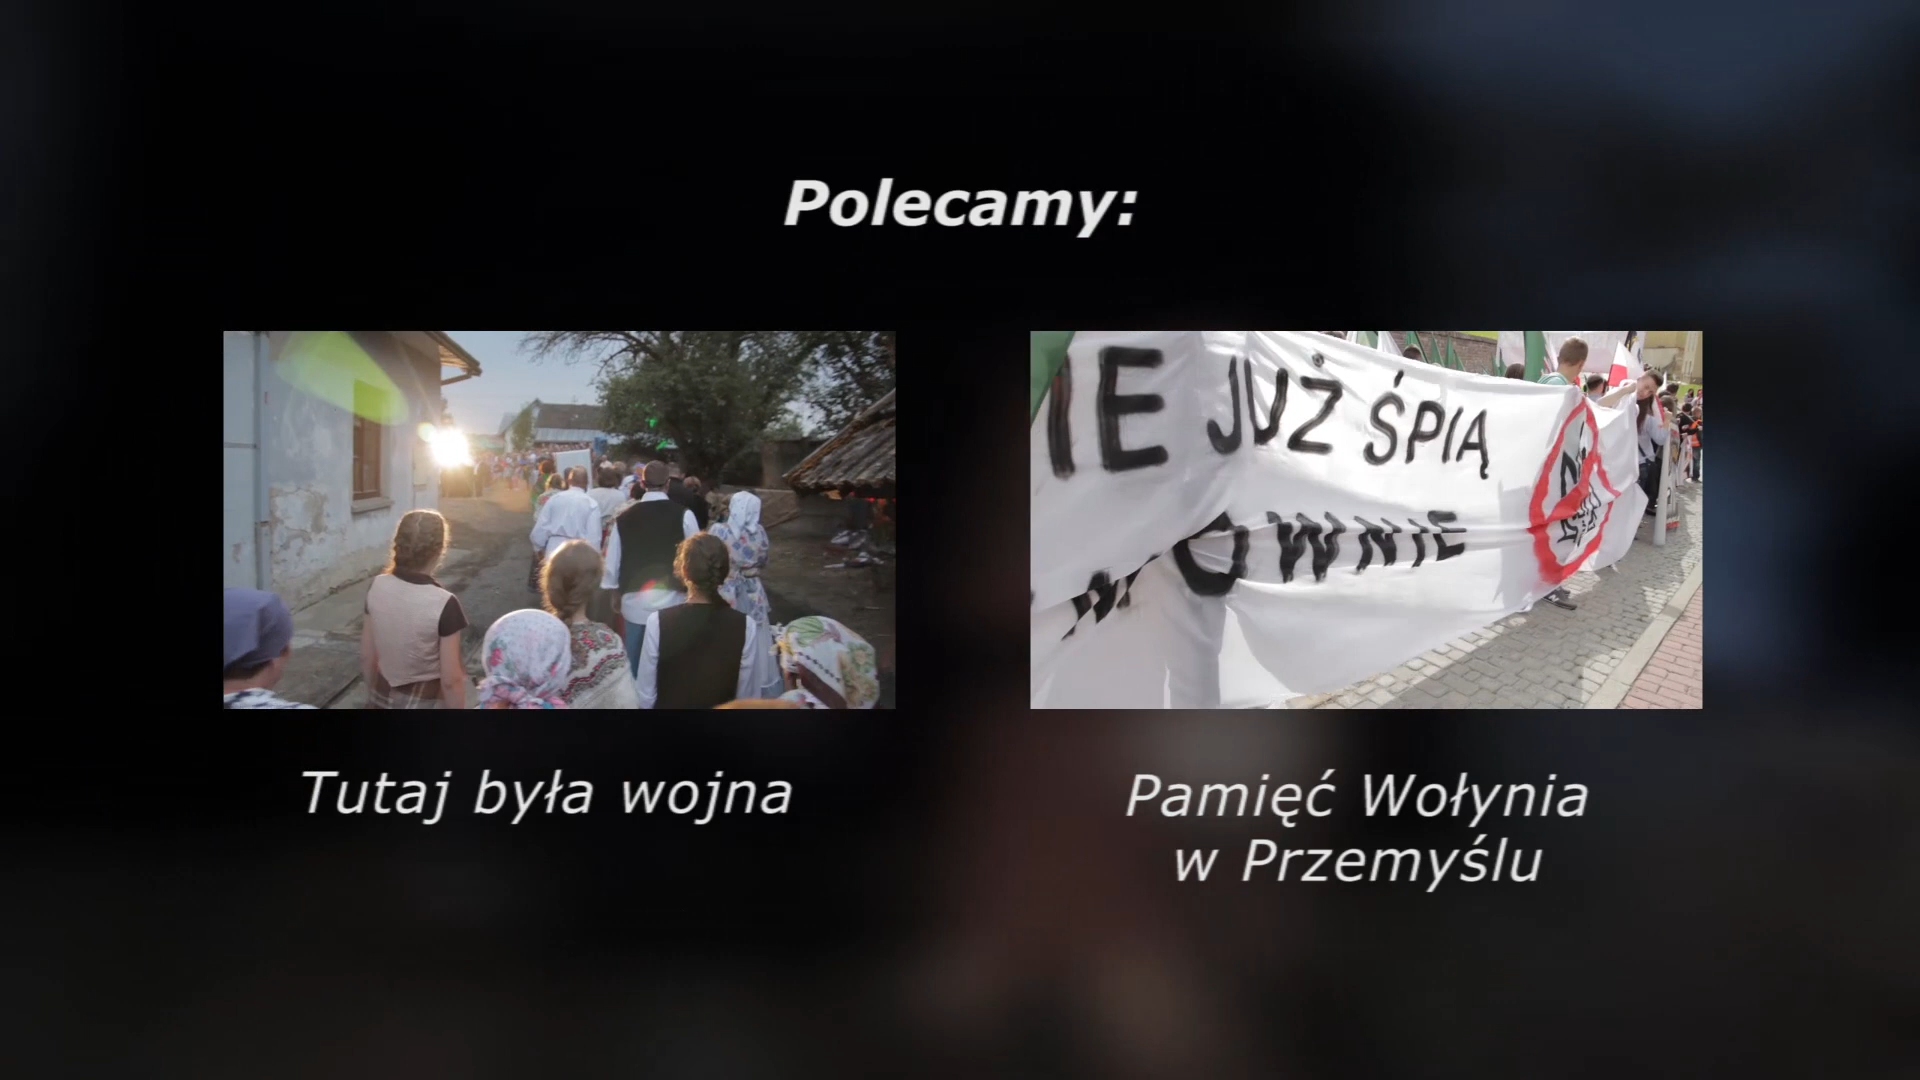 Polecamy:
IE JUŻ ŚPIĄ
OWNIE
Tutaj była wojna
Pamięć Wołynia
w Przemyślu